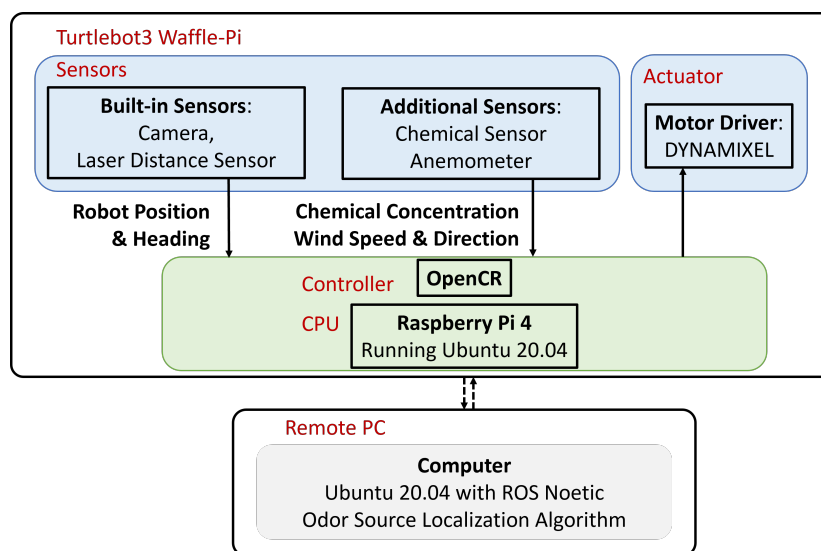 Turtlebot3 Waffle-Pi
Sensors
Built-in Sensors:
Camera,
Laser Distance Sensor
Additional Sensors:
Chemical Sensor
Anemometer
Actuator
Motor Driver:
DYNAMIXEL
Robot Position
& Heading
Chemical Concentration
Wind Speed & Direction
Controller
OpenCR
CPU
Raspberry Pi 4
Running Ubuntu 20.04
Remote PC
Computer
Ubuntu 20.04 with ROS Noetic
Odor Source Localization Algorithm